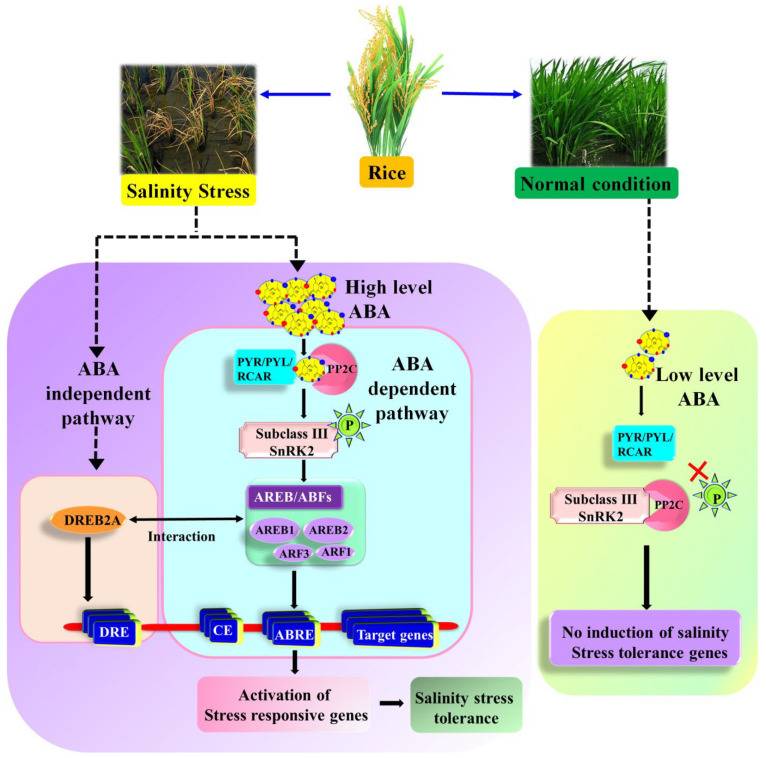 Rice
Salinity Stress
Normal condition
High level
ABA
ABA
independent
pathway
PYR/PYL/
RCAR
PP2C
ABA
dependent
pathway
Subclass III
SnRK2
P
AREB/ABFs
AREB1
AREB2
ARF3
ARF1
DREB2A
Interaction
DRE
CE
ABRE
Target genes
Activation of
Stress responsive genes
Salinity stress
tolerance
Low level
ABA
PYR/PYL/
RCAR
Subclass III
SnRK2
PP2C
P
No induction of salinity
Stress tolerance genes